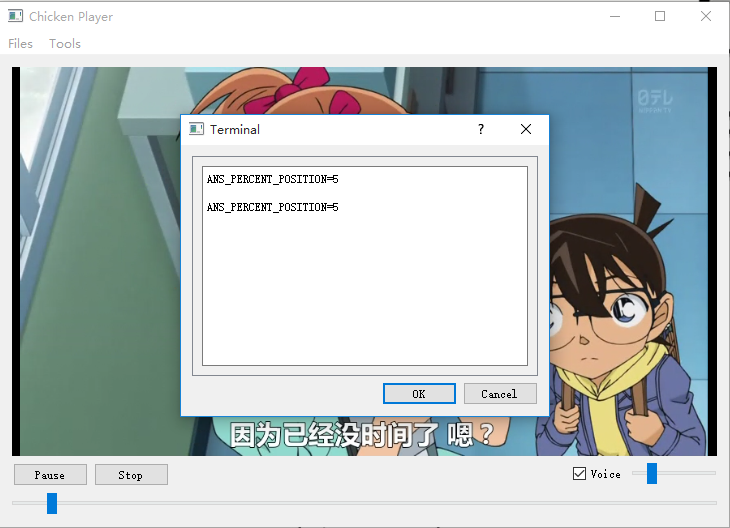 Chicken Player
Files Tools
日テレ
Terminal
?
ANS_PERCENT_POSITION=5
ANS_PERCENT_POSITION=5
OK Cancel
因为已经没时间了 嗯？
Pause Stop Voice